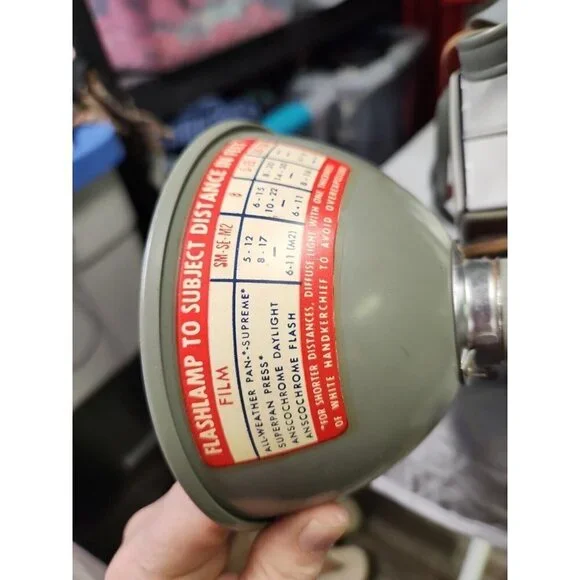 FLASHLAMP TO SUBJECT DISTANCE IN FEET
FILM SM-SE-M2 8
ALL-WEATHER PAN-*-SUPREME* 5-12 6-15
SUPERPAN PRESS* 8-17 10-22
ANSCOCHROME DAYLIGHT — —
ANSCOCHROME FLASH 6-11 (M2) 6-11
*FOR SHORTER DISTANCES, DIFFUSE LIGHT WITH ONE THICKNESS
OF WHITE HANDKERCHIEF TO AVOID OVEREXPOSURE